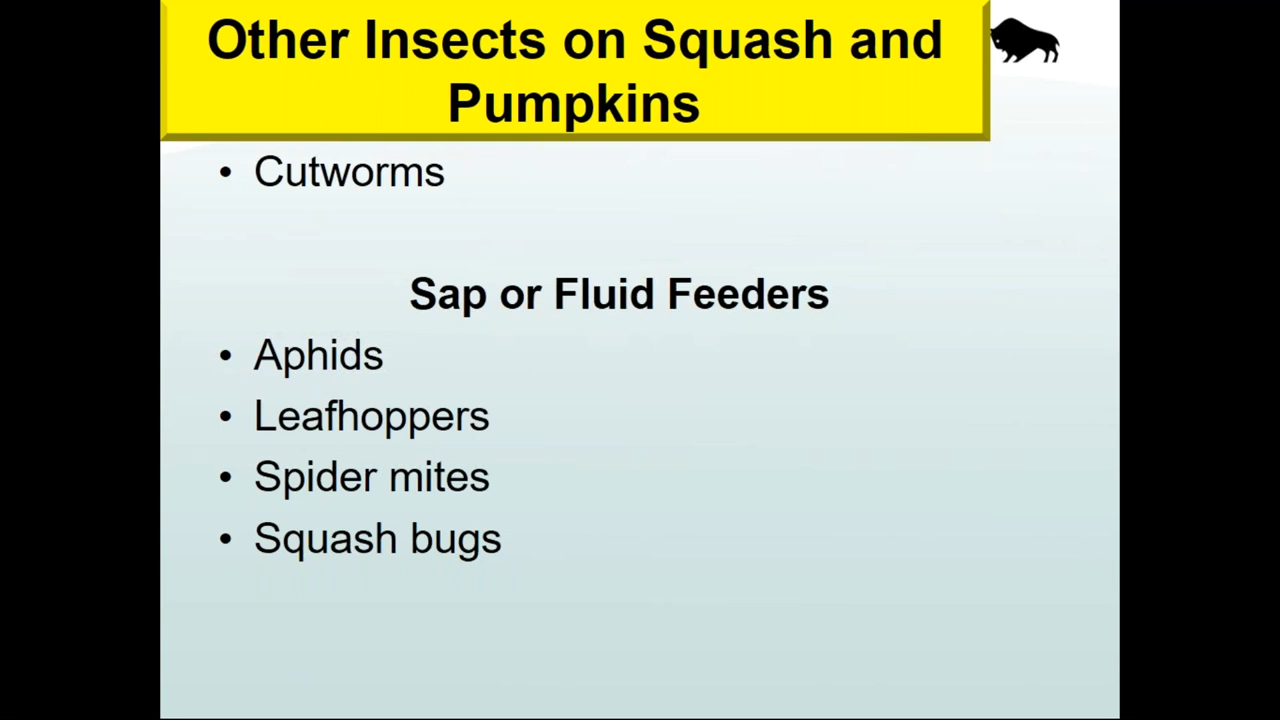 Other Insects on Squash and
Pumpkins
• Cutworms
Sap or Fluid Feeders
• Aphids
• Leafhoppers
• Spider mites
• Squash bugs